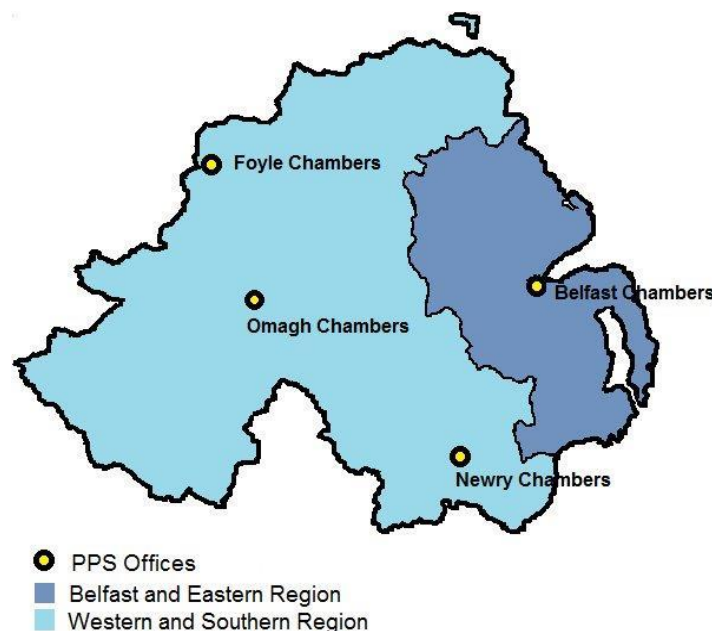 Foyle Chambers
Belfast Chambers
Omagh Chambers
Newry Chambers
PPS Offices
Belfast and Eastern Region
Western and Southern Region